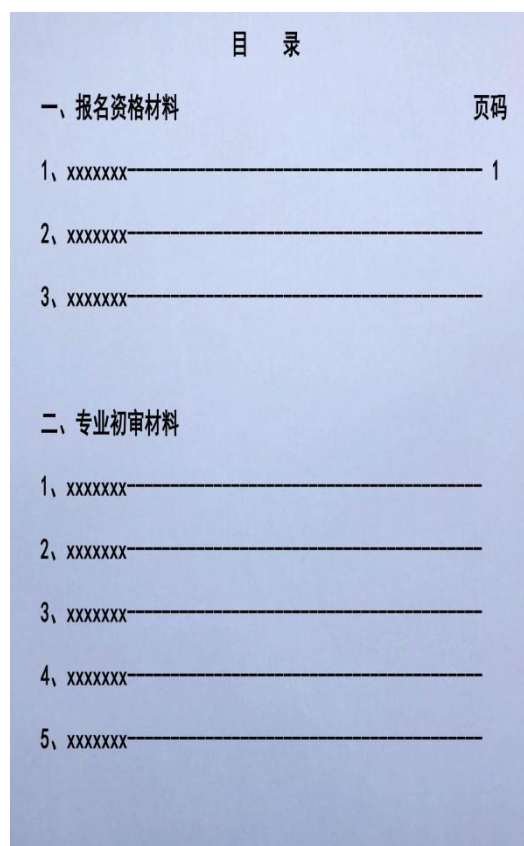 目 录
一、报名资格材料 页码
1、xxxxxxx------------------------------------------ 1
2、xxxxxxx------------------------------------------
3、xxxxxxx------------------------------------------
二、专业初审材料
1、xxxxxxx------------------------------------------
2、xxxxxxx------------------------------------------
3、xxxxxxx------------------------------------------
4、xxxxxxx------------------------------------------
5、xxxxxxx------------------------------------------